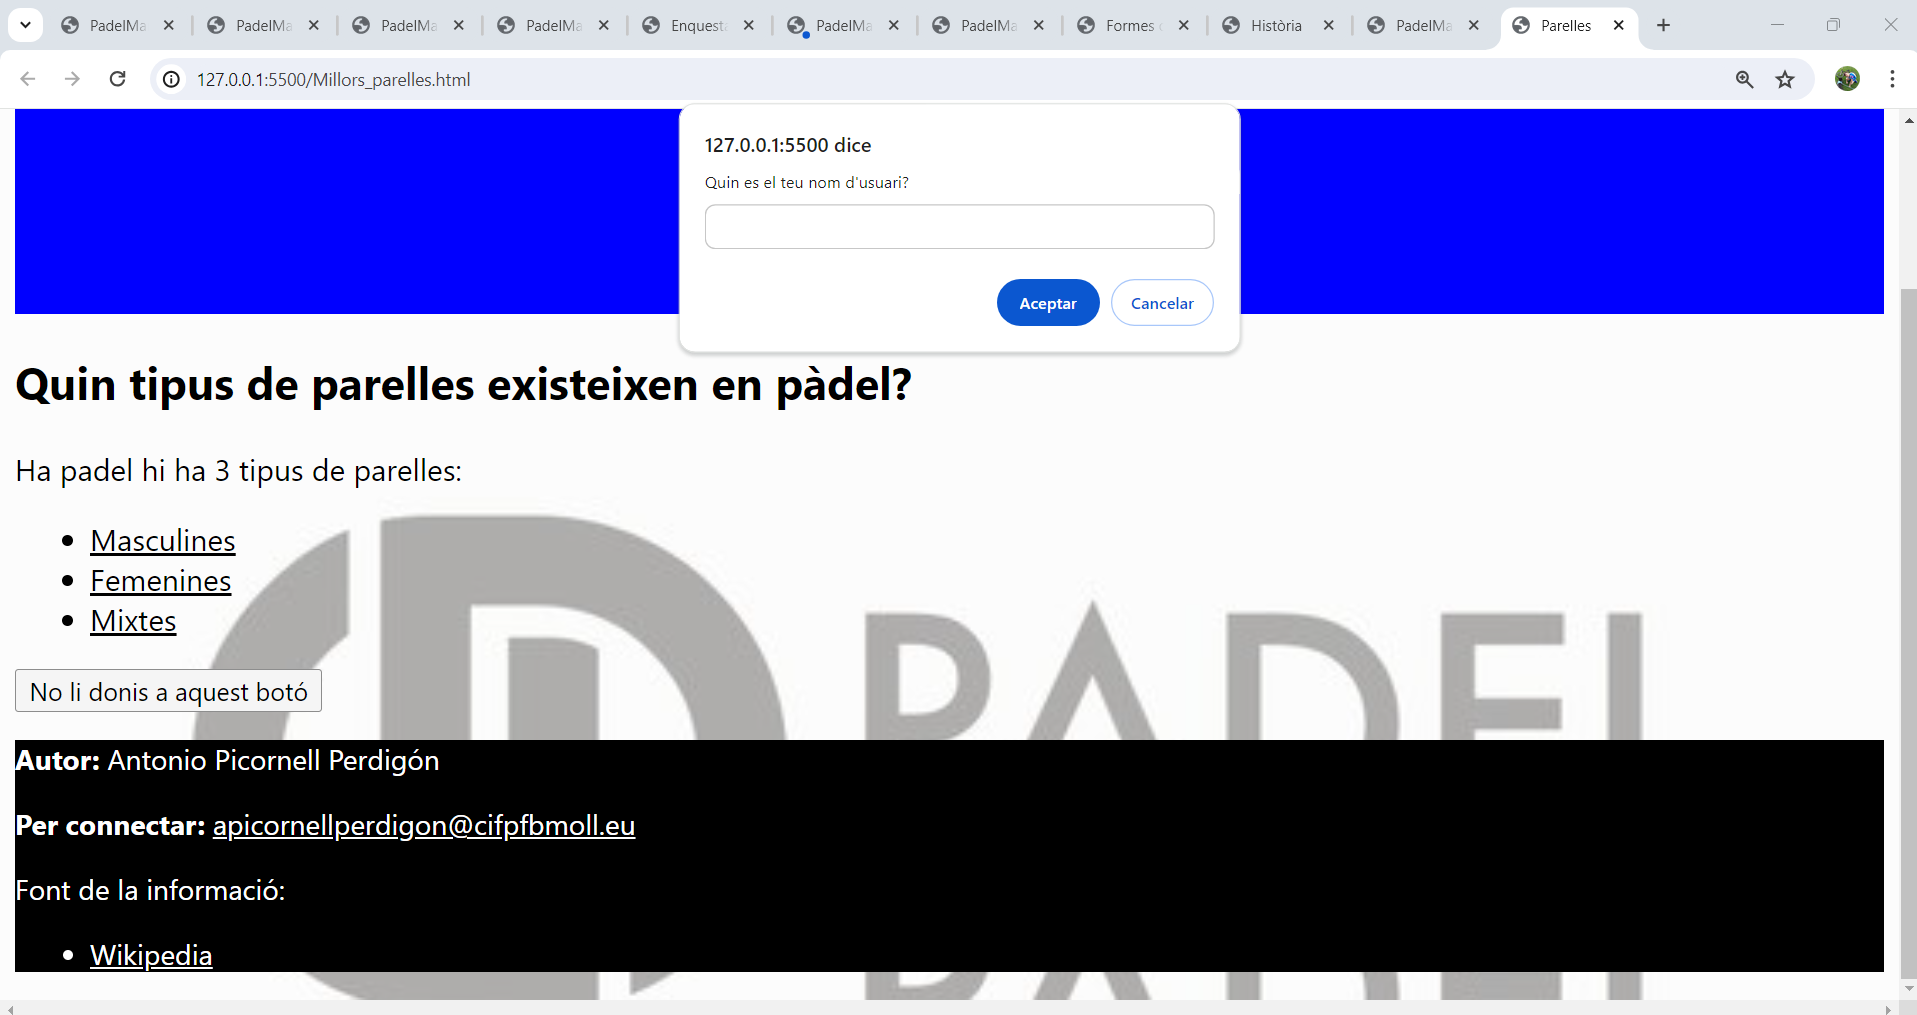 PadelMa
PadelMa
PadelMa
PadelMa
Enquesta
PadelMa
PadelMa
Formes
Història
PadelMa
Parelles
127.0.0.1:5500/Millors_parelles.html
127.0.0.1:5500 dice
Quin es el teu nom d'usuari?
Aceptar
Cancelar
Quin tipus de parelles existeixen en pàdel?
Ha padel hi ha 3 tipus de parelles:
Masculines
Femenines
Mixtes
No li donis a aquest botó
PADEL
Autor: Antonio Picornell Perdigón
Per connectar: apicornellperdigon@cifpfbmoll.eu
Font de la informació:
Wikipedia